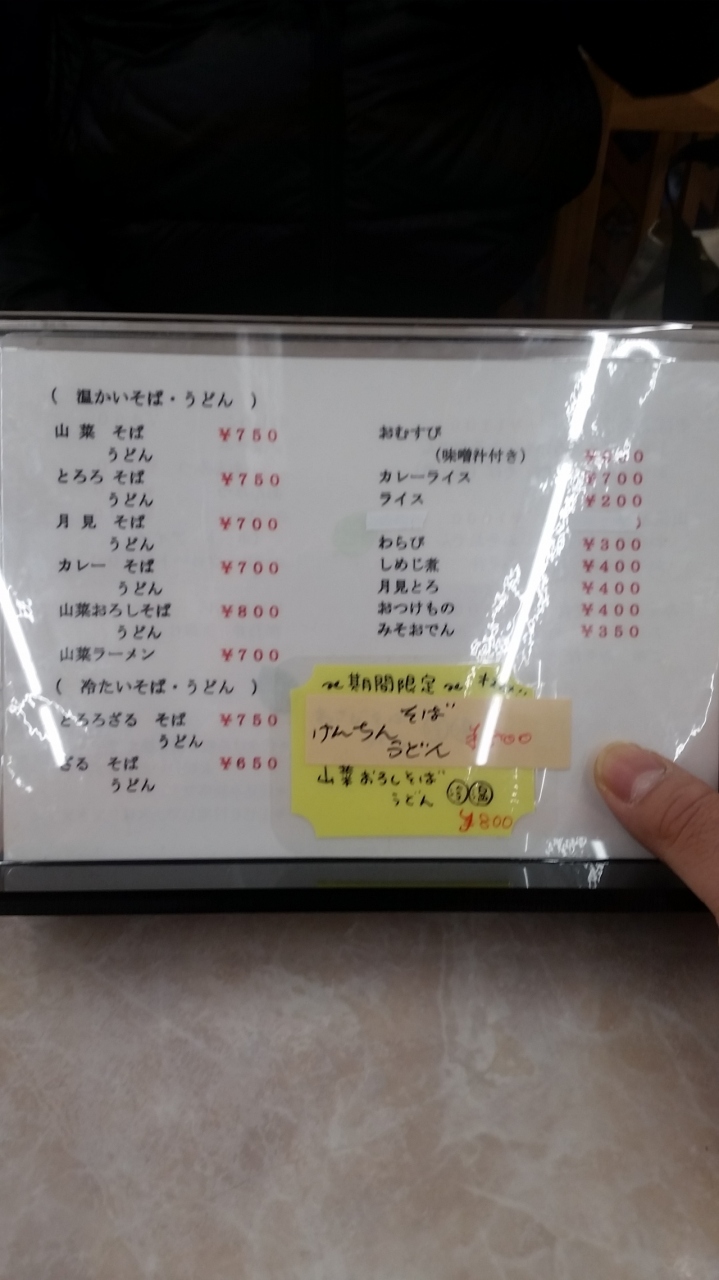 ( 温かいそば・うどん )
山菜 そば ¥750
うどん
とろろ そば ¥750
うどん
月見 そば ¥700
うどん
カレー そば ¥700
うどん
山菜おろしそば ¥800
うどん
山菜ラーメン ¥700
( 冷たいそば・うどん )
とろろざる そば ¥750
うどん
ざる そば ¥650
うどん
おむすび
(味噌汁付き)
カレーライス ¥700
ライス ¥200
わらび ¥300
しめじ煮 ¥400
月見とろ ¥400
おつけもの ¥400
みそおでん ¥350
期間限定
そば
けんちん
うどん
山菜おろしそば
うどん 冷 温
¥800